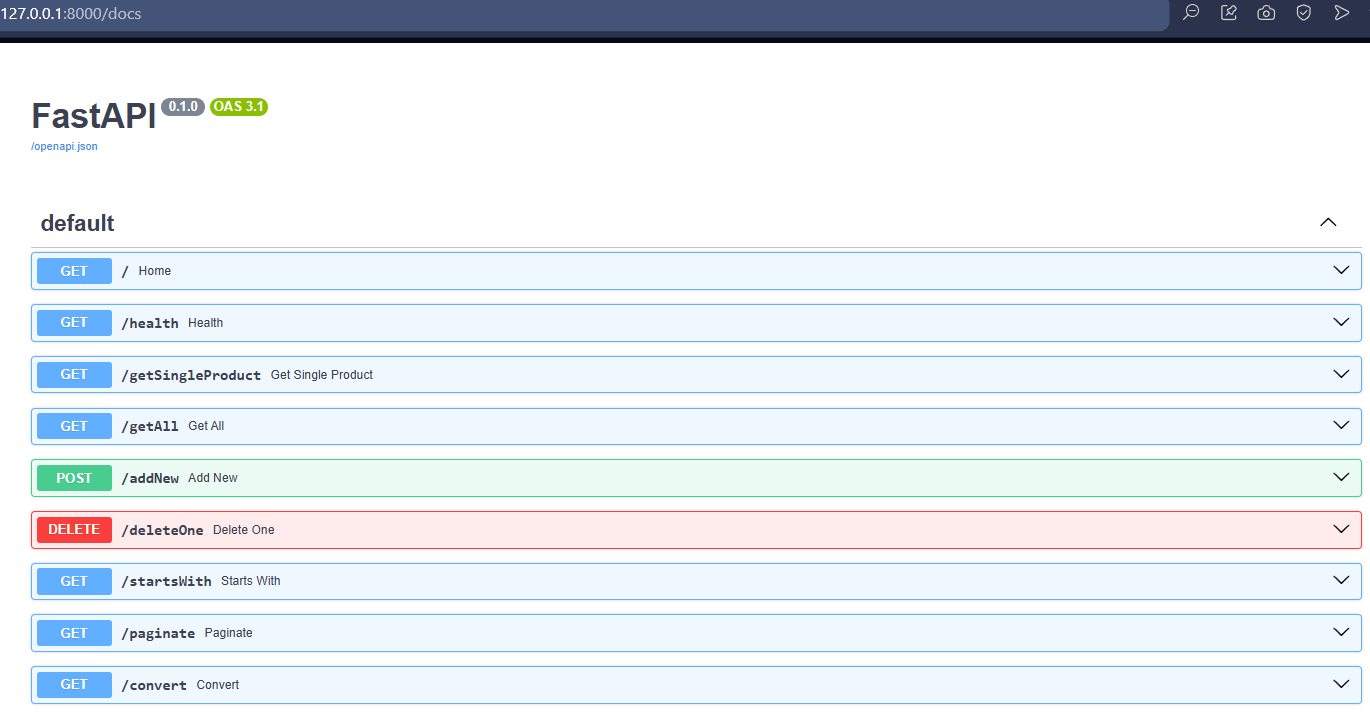 127.0.0.1:8000/docs
FastAPI 0.1.0 OAS 3.1
/openapi.json
default
GET / Home
GET /health Health
GET /getSingleProduct Get Single Product
GET /getAll Get All
POST /addNew Add New
DELETE /deleteOne Delete One
GET /startsWith Starts With
GET /paginate Paginate
GET /convert Convert